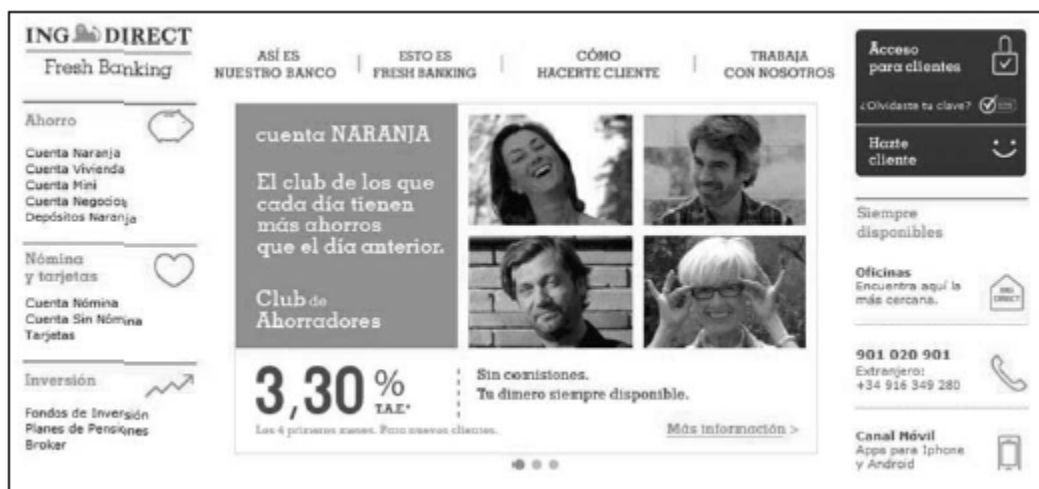 ING DIRECT
Fresh Banking
ASÍ ES
NUESTRO BANCO
ESTO ES
FRESH BANKING
CÓMO
HACERTE CLIENTE
TRABAJA
CON NOSOTROS
Ahorro
Cuenta Naranja
Cuenta Vivienda
Cuenta Mini
Cuenta Negocios
Depósitos Naranja
Nómina
y tarjetas
Cuenta Nómina
Cuenta Sin Nómina
Tarjetas
Inversión
Fondos de Inversión
Planes de Pensiones
Broker
cuenta NARANJA
El club de los que
cada día tienen
más ahorros
que el día anterior.
Club de
Ahorradores
3,30 %
T.A.E.*
Los 4 primeros meses. Para nuevos clientes.
Sin comisiones.
Tu dinero siempre disponible.
Más información >
Acceso
para clientes
¿Olvidaste tu clave?
Hazte
cliente
Siempre
disponibles
Oficinas
Encuentra aquí la
más cercana.
ING
DIRECT
901 020 901
Extranjero:
+34 916 349 280
Canal Móvil
Apps para Iphone
y Android